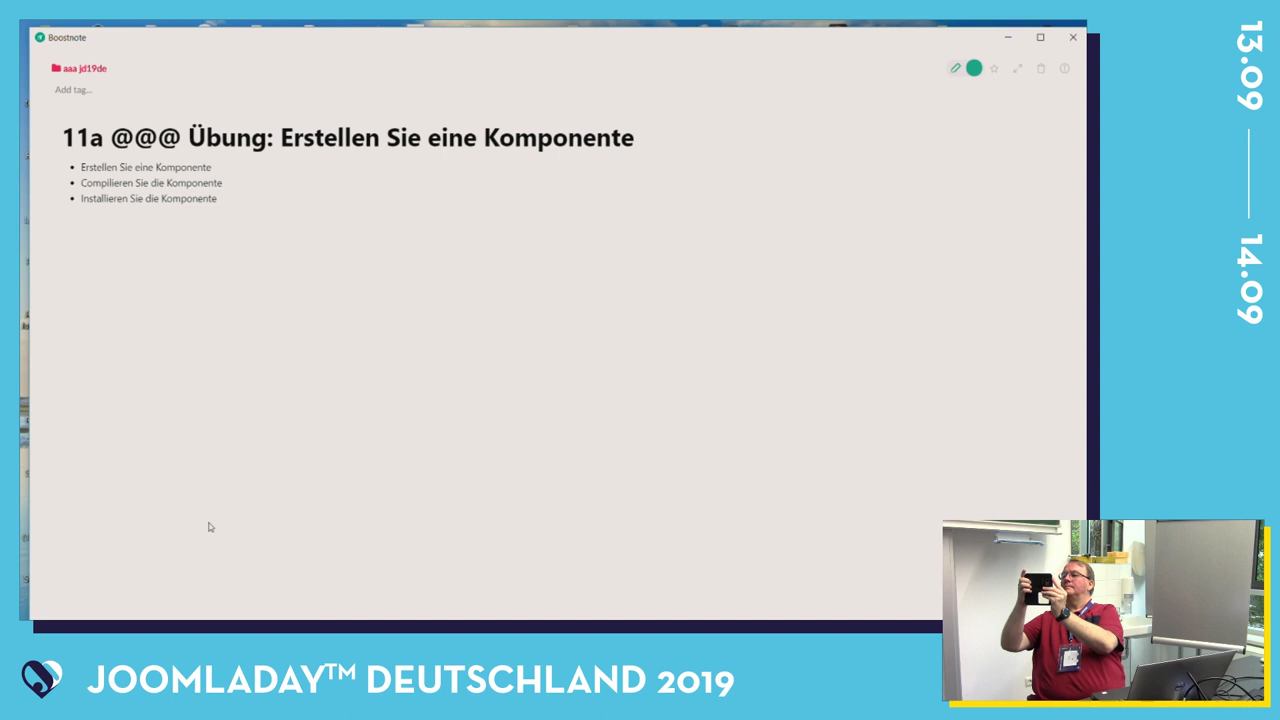 Boostnote
aaa jd19de
Add tag...
11a @@@ Übung: Erstellen Sie eine Komponente
Erstellen Sie eine Komponente
Compilieren Sie die Komponente
Installieren Sie die Komponente
13.09
14.09
JOOMLADAY™ DEUTSCHLAND 2019